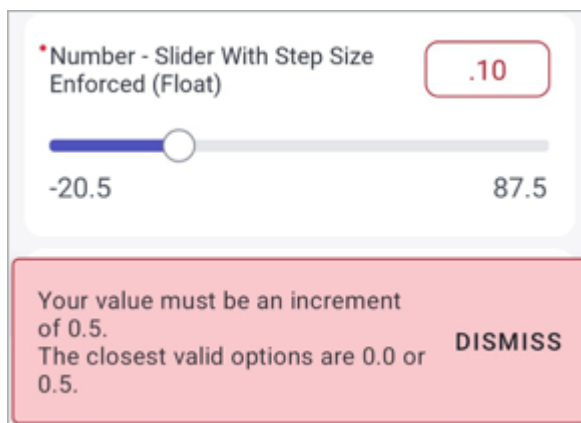 *Number - Slider With Step Size
Enforced (Float)
.10
-20.5
87.5
Your value must be an increment
of 0.5.
The closest valid options are 0.0 or
0.5.
DISMISS